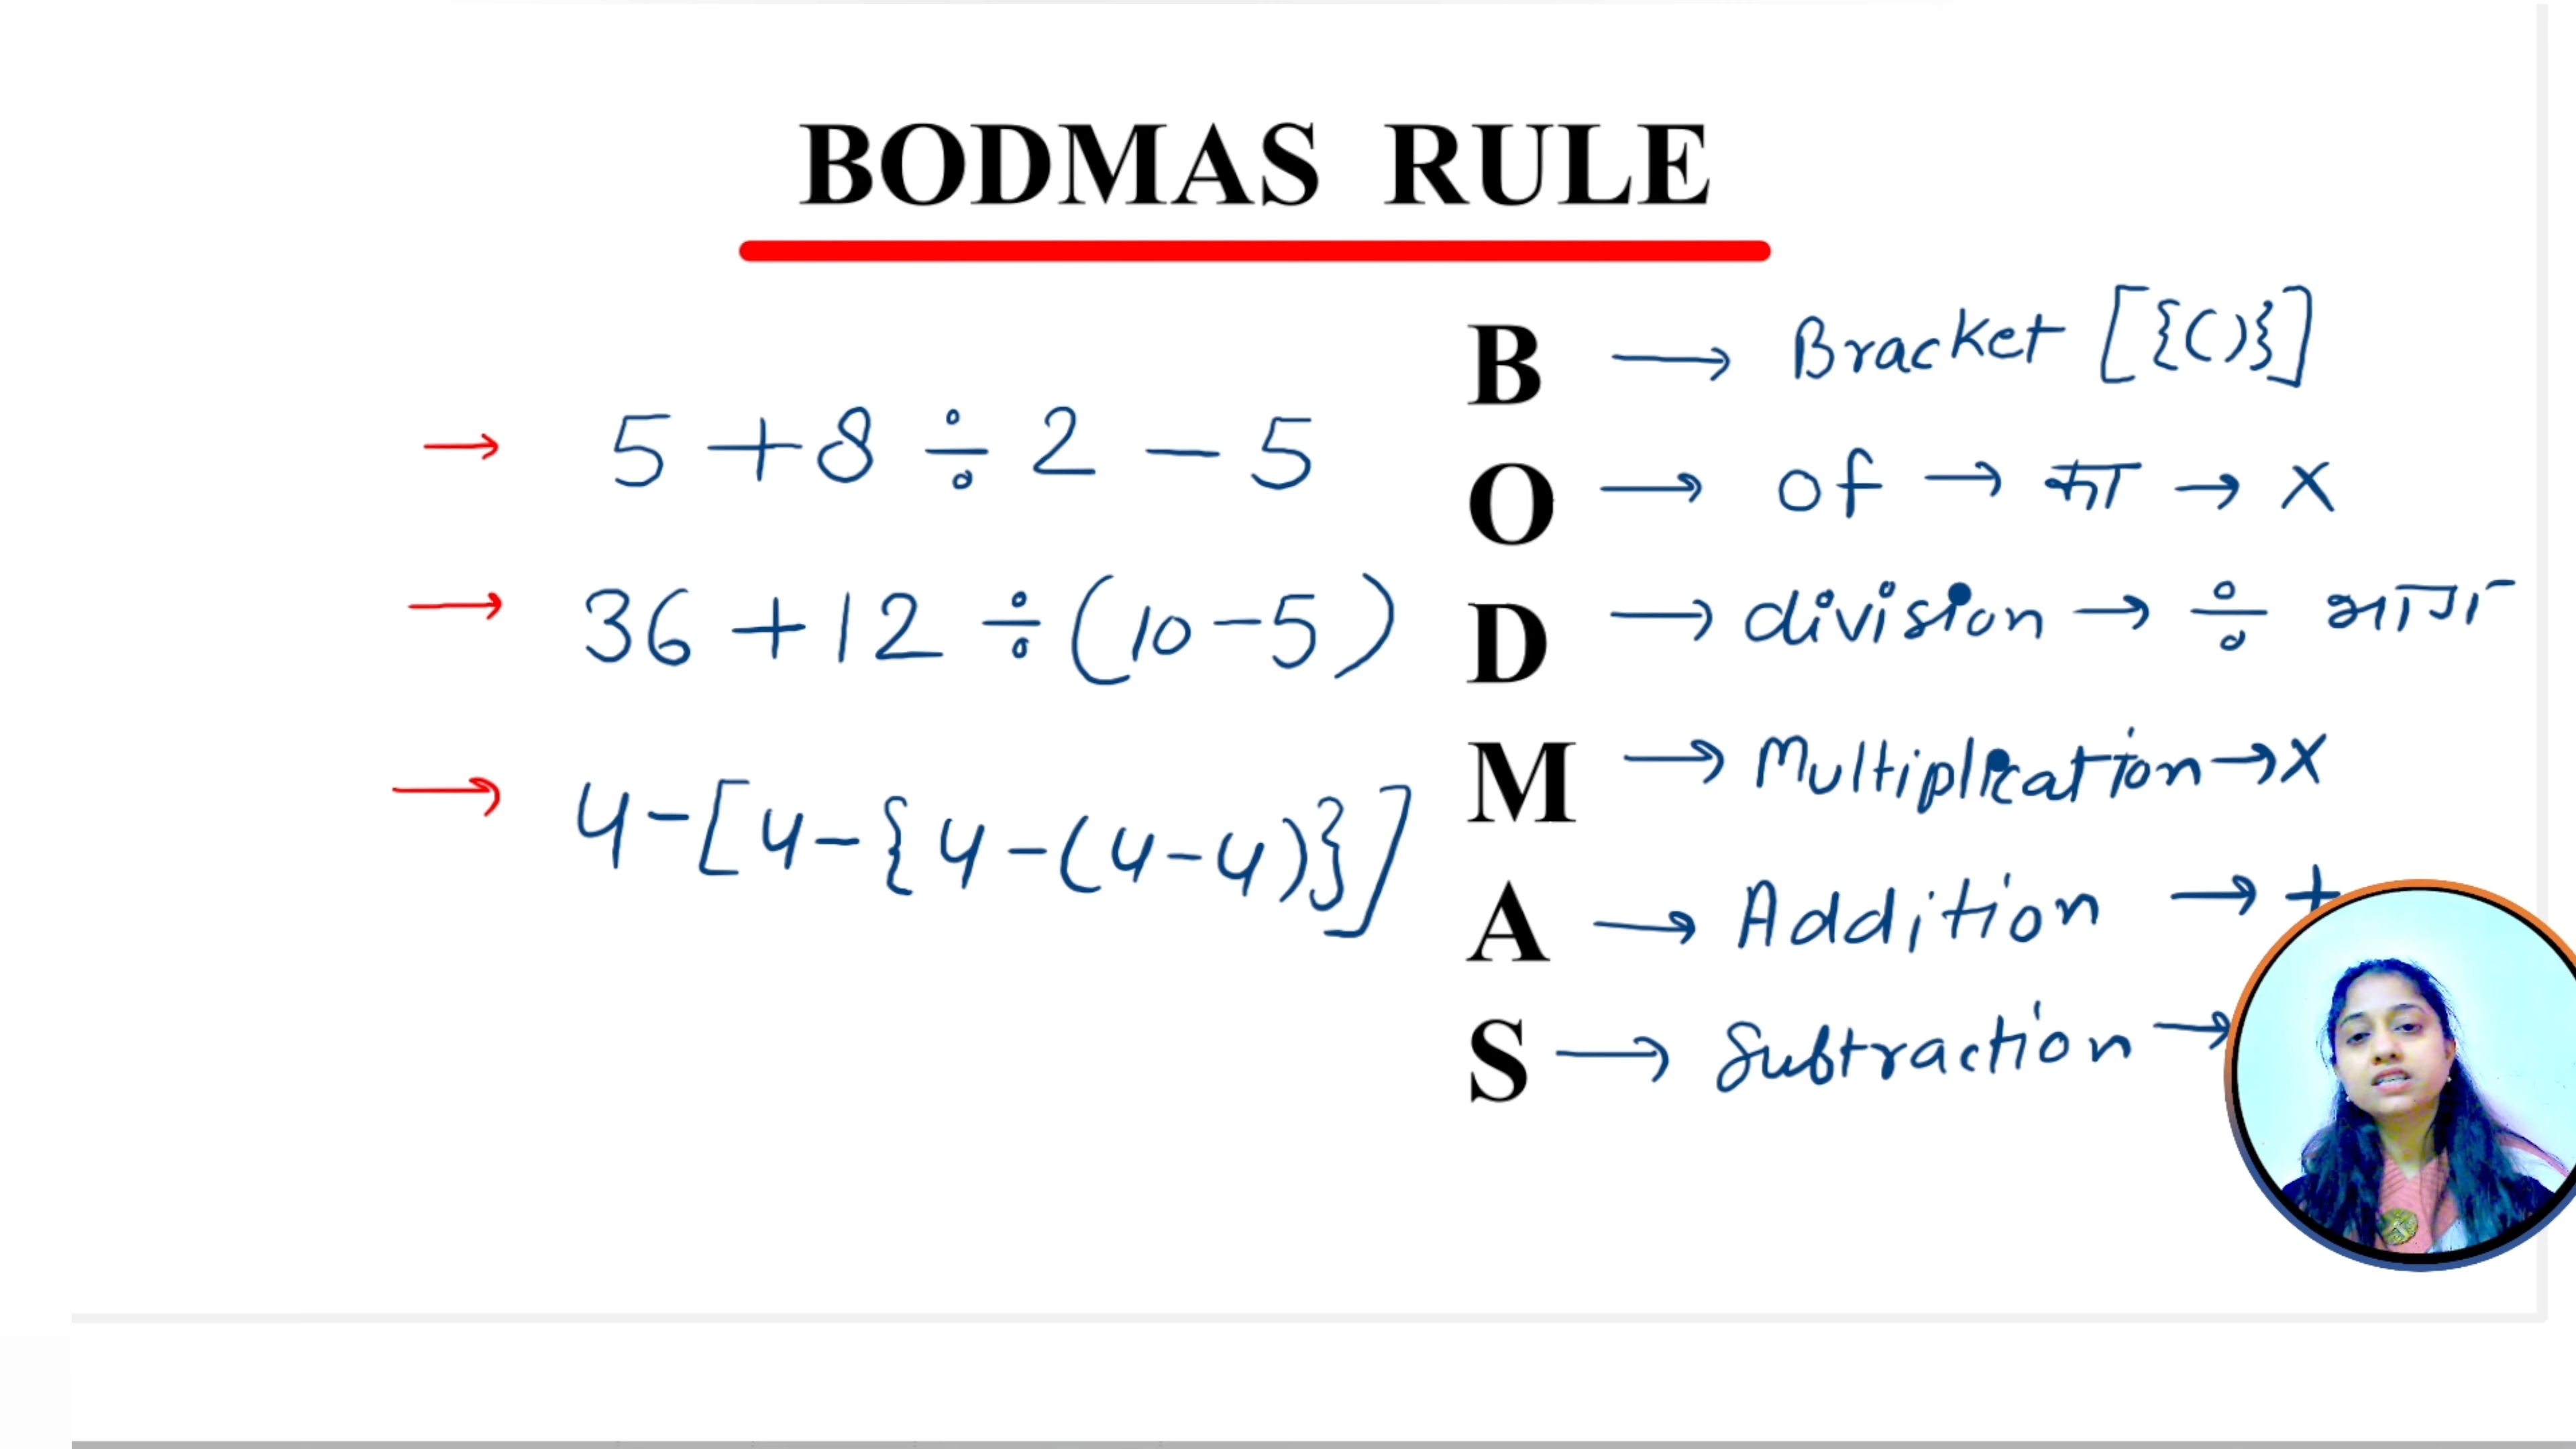 BODMAS RULE
→ 5 + 8 ÷ 2 - 5
→ 36 + 12 ÷ (10 - 5)
→ 4 - [4 - {4 - (4 - 4)}]
B → Bracket [{()}]
O → of → का → ×
D → division → ÷ भाग
M → Multiplication → ×
A → Addition → +
S → Subtraction →